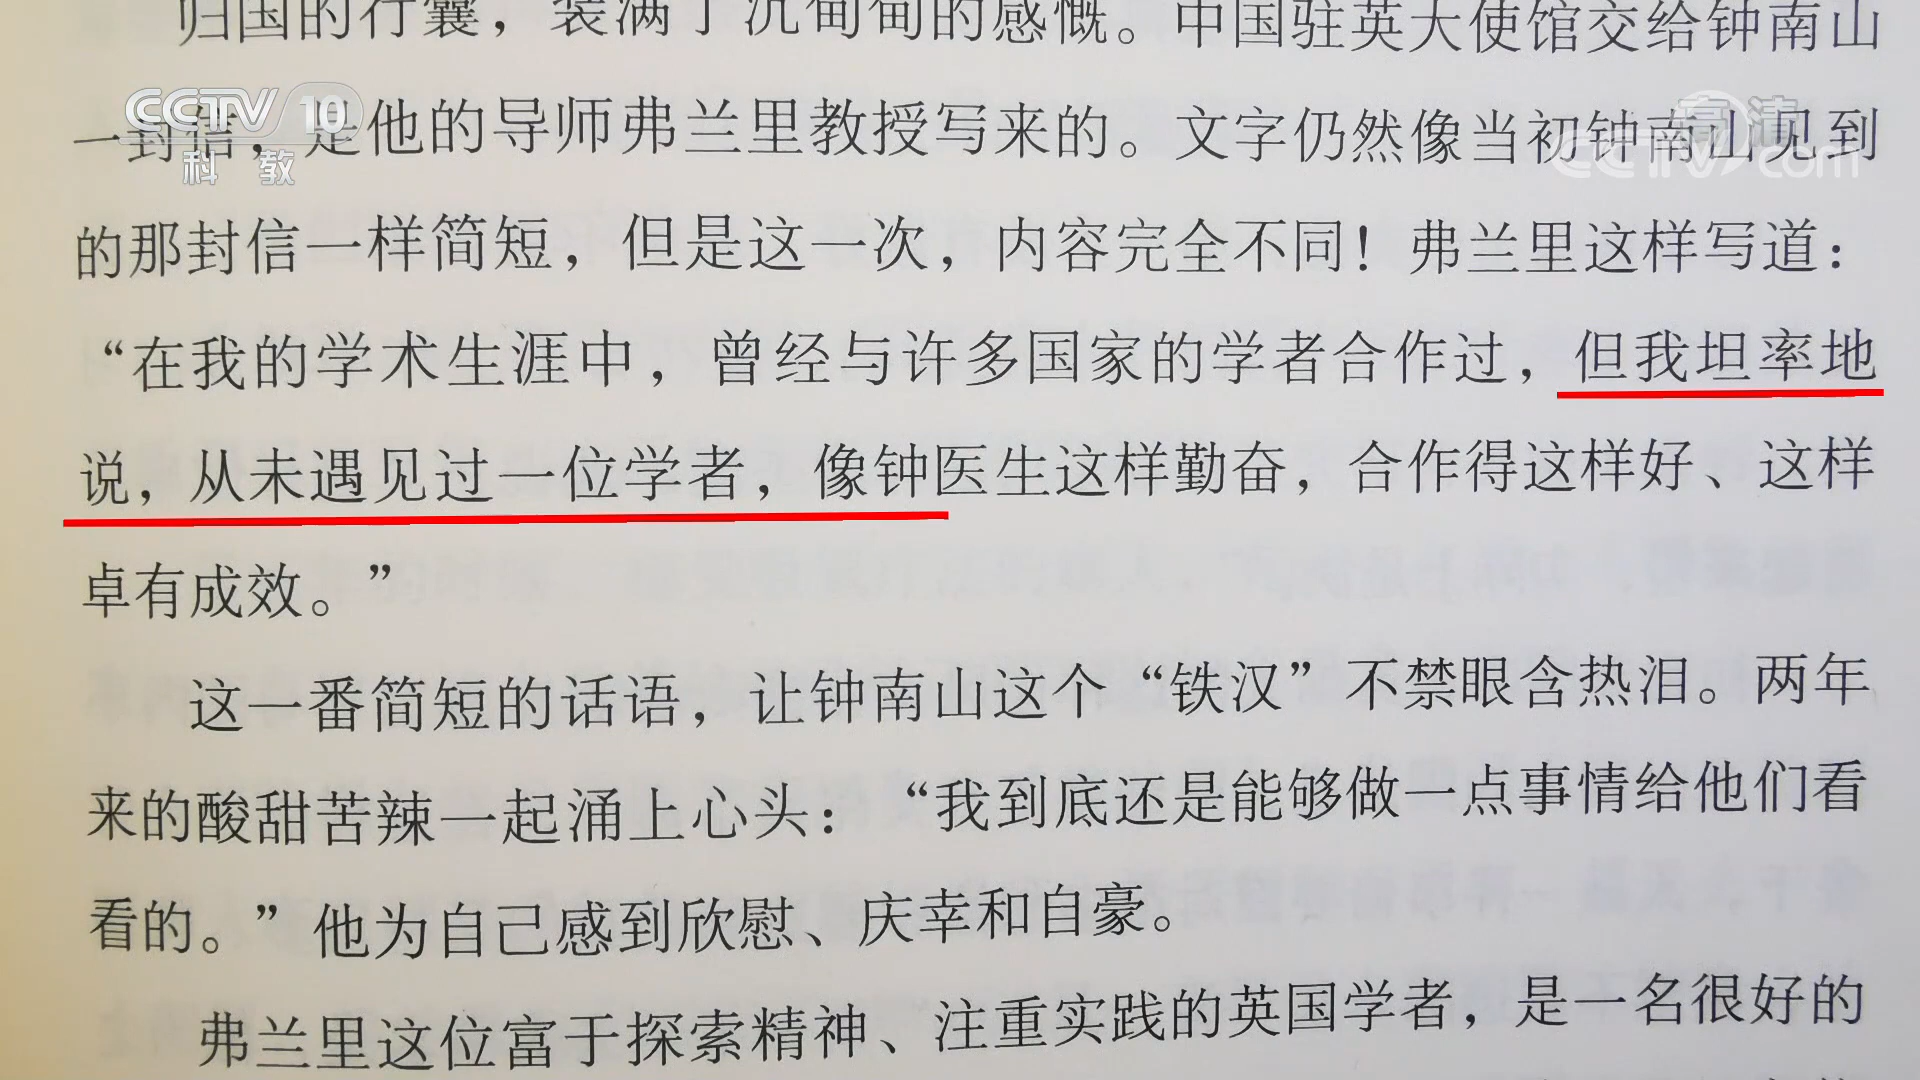 归国的行囊，装满了沉甸甸的感慨。中国驻英大使馆交给钟南山
一封信，是他的导师弗兰里教授写来的。文字仍然像当初钟南山见到
的那封信一样简短，但是这一次，内容完全不同！弗兰里这样写道：
“在我的学术生涯中，曾经与许多国家的学者合作过，但我坦率地
说，从未遇见过一位学者，像钟医生这样勤奋，合作得这样好、这样
卓有成效。”
这一番简短的话语，让钟南山这个“铁汉”不禁眼含热泪。两年
来的酸甜苦辣一起涌上心头：“我到底还是能够做一点事情给他们看
看的。”他为自己感到欣慰、庆幸和自豪。
弗兰里这位富于探索精神、注重实践的英国学者，是一名很好的
CCTV 10
科教
高清
CCTV.com